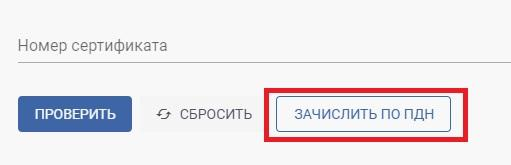 Номер сертификата
ПРОВЕРИТЬ СБРОСИТЬ ЗАЧИСЛИТЬ ПО ПДН